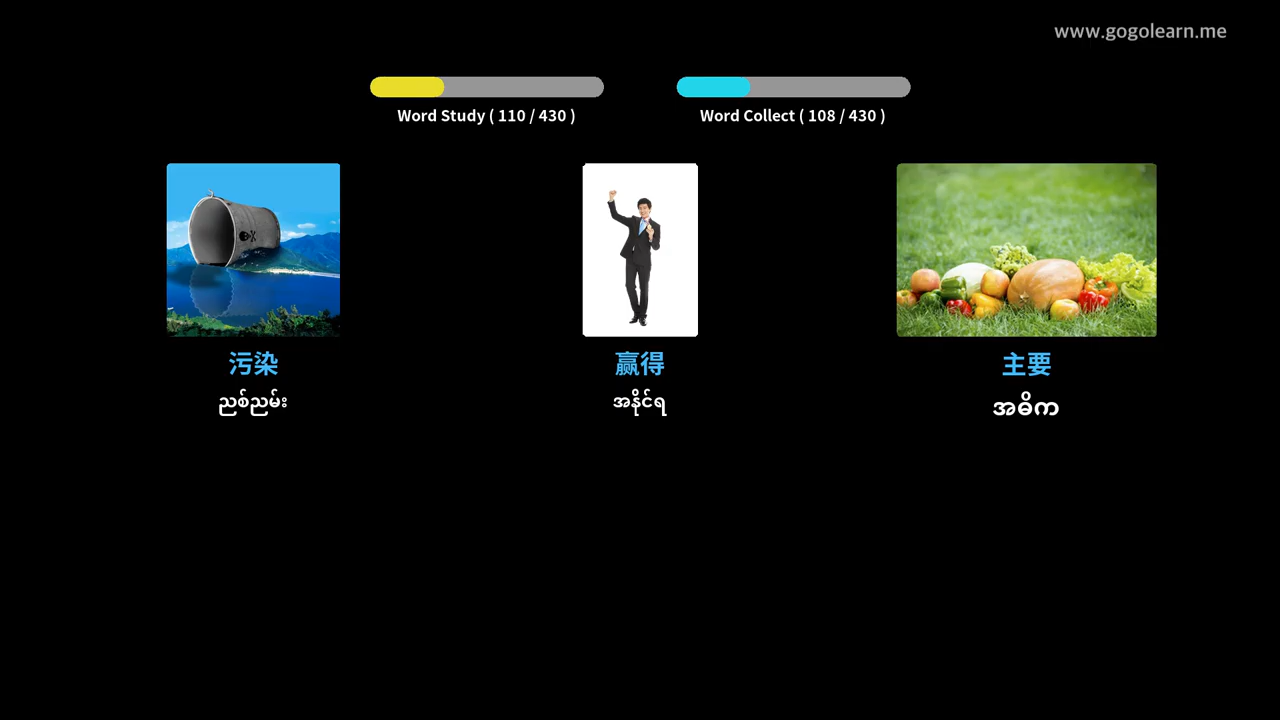 www.gogolearn.me
Word Study ( 110 / 430 )
Word Collect ( 108 / 430 )
污染
赢得
主要
ညစ်ညမ်း
အနိုင်ရ
အဓိက